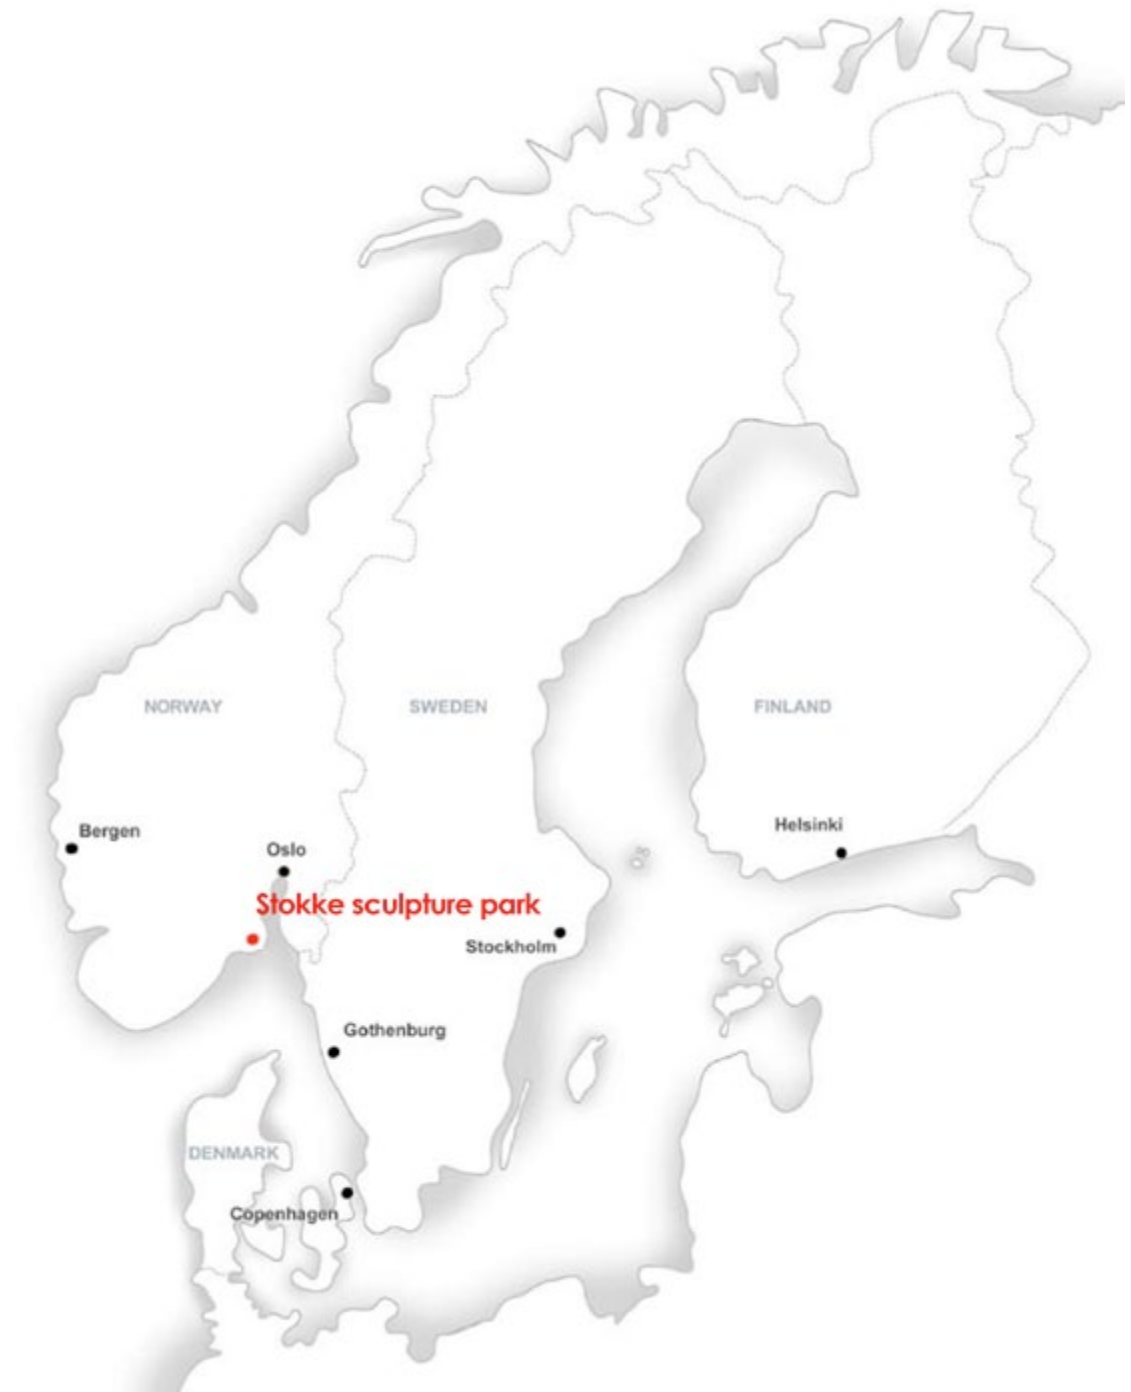 NORWAY
SWEDEN
FINLAND
Bergen
Helsinki
Oslo
Stokke sculpture park
Stockholm
Gothenburg
DENMARK
Copenhagen